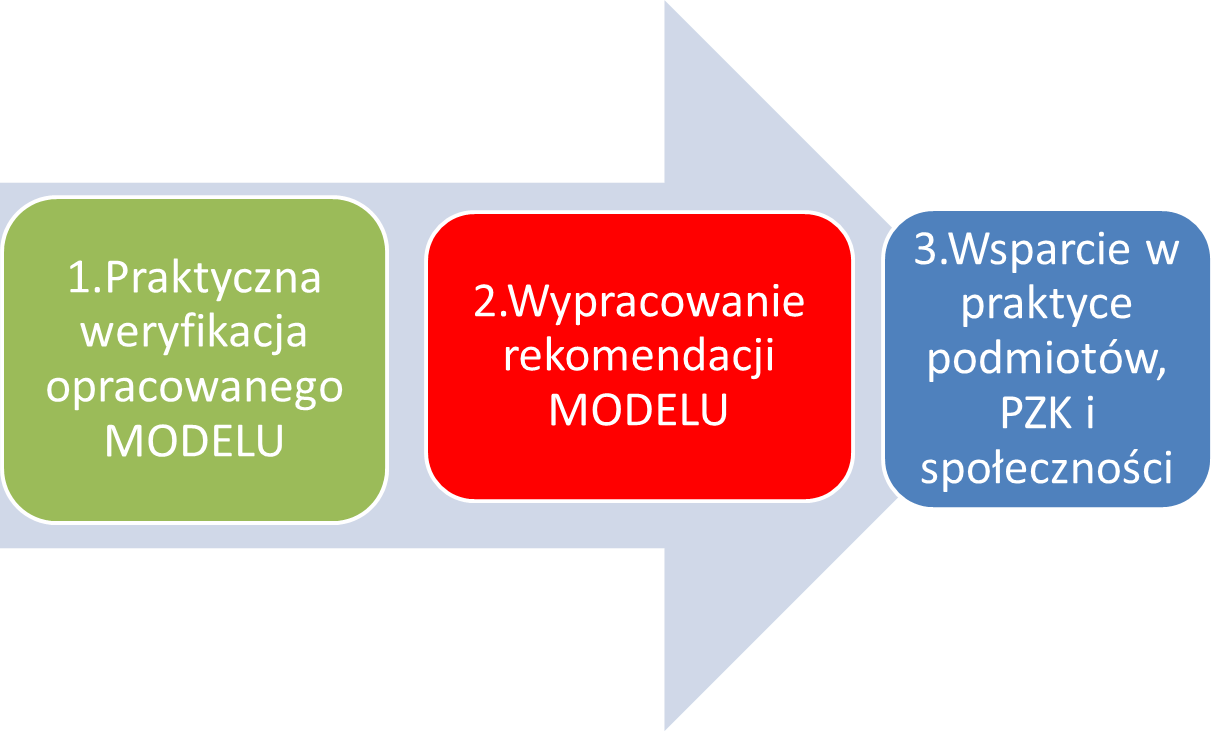 1.Praktyczna
weryfikacja
opracowanego
MODELU
2.Wypracowanie
rekomendacji
MODELU
3.Wsparcie w
praktyce
podmiotów,
PZK i
społeczności